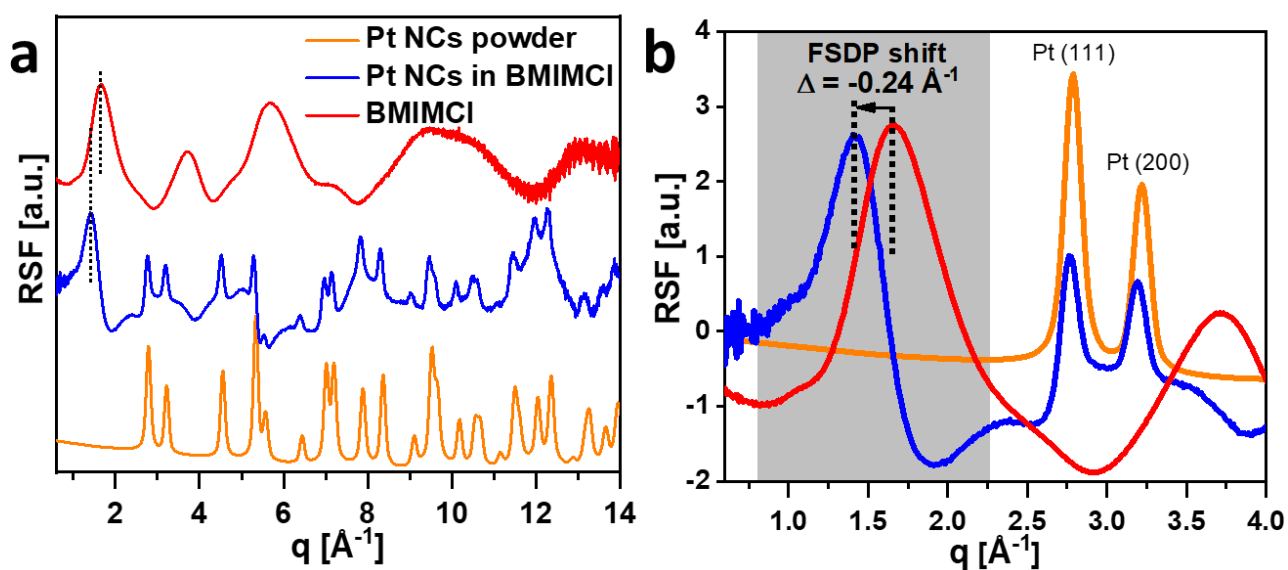 a
Pt NCs powder
Pt NCs in BMIMCl
BMIMCl
RSF [a.u.]
2 4 6 8 10 12 14
q [Å⁻¹]
b
FSDP shift
Δ = -0.24 Å⁻¹
Pt (111)
Pt (200)
RSF [a.u.]
4
3
2
1
0
-1
-2
1.0 1.5 2.0 2.5 3.0 3.5 4.0
q [Å⁻¹]